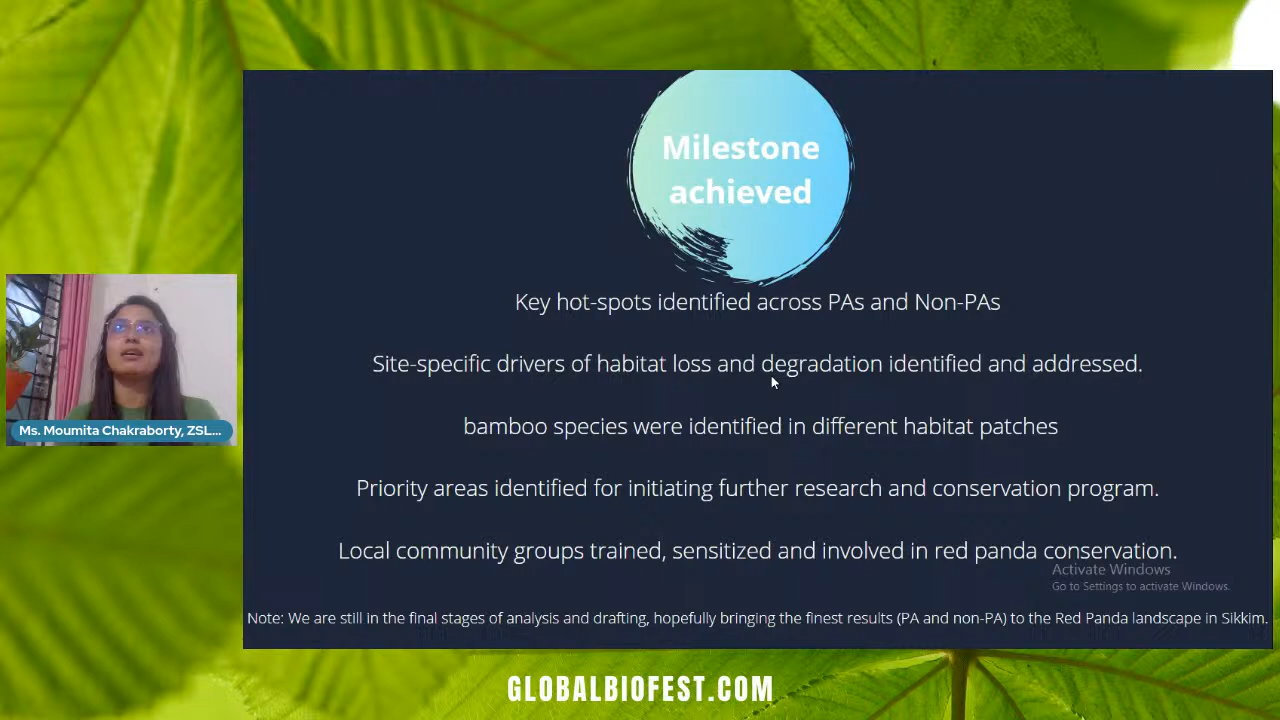 Milestone
achieved
Key hot-spots identified across PAs and Non-PAs
Site-specific drivers of habitat loss and degradation identified and addressed.
bamboo species were identified in different habitat patches
Priority areas identified for initiating further research and conservation program.
Local community groups trained, sensitized and involved in red panda conservation.
Activate Windows
Go to Settings to activate Windows.
Note: We are still in the final stages of analysis and drafting, hopefully bringing the finest results (PA and non-PA) to the Red Panda landscape in Sikkim.
Ms. Moumita Chakraborty, ZSL...
GLOBALBIOFEST.COM